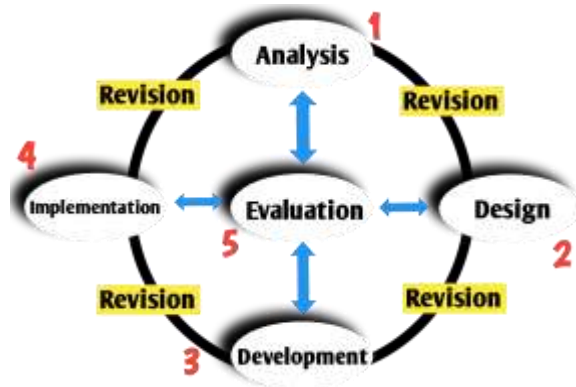 Analysis 1
Revision Revision
4
Implementation Evaluation Design
5 2
Revision Revision
3 Development